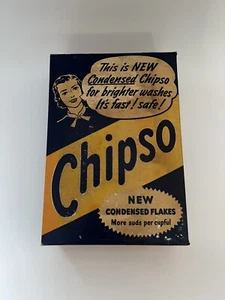 This is NEW
Condensed Chipso
for brighter washes
It's fast! safe!
Chipso
NEW
CONDENSED FLAKES
More suds per cupful